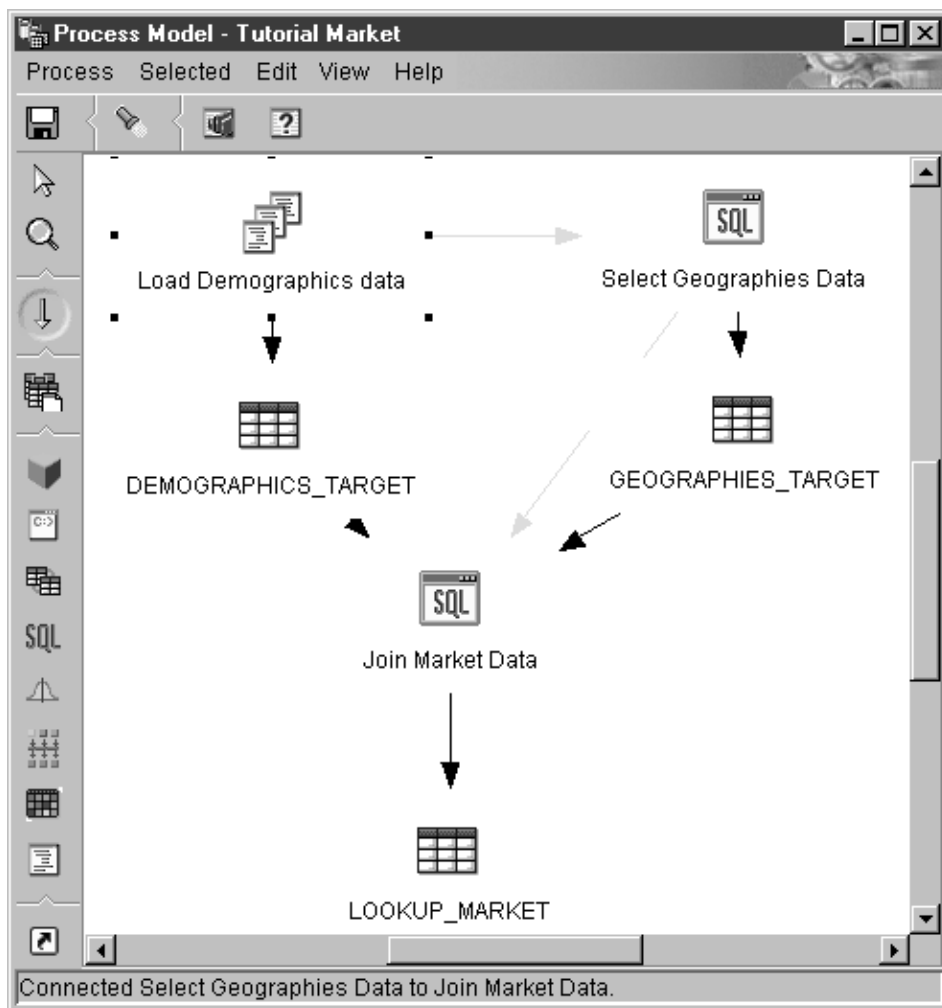 Process Model - Tutorial Market
Process Selected Edit View Help
SQL
Load Demographics data
Select Geographies Data
DEMOGRAPHICS_TARGET
GEOGRAPHIES_TARGET
C:>
SQL
SQL
Join Market Data
LOOKUP_MARKET
Connected Select Geographies Data to Join Market Data.